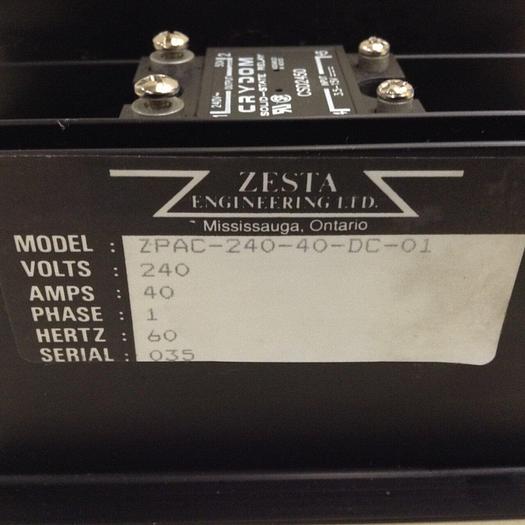 CRYDOM
SOLID-STATE RELAY
CSD2450
ZESTA
ENGINEERING LTD.
Mississauga, Ontario
MODEL : ZPAC-240-40-DC-01
VOLTS : 240
AMPS : 40
PHASE : 1
HERTZ : 60
SERIAL : 035